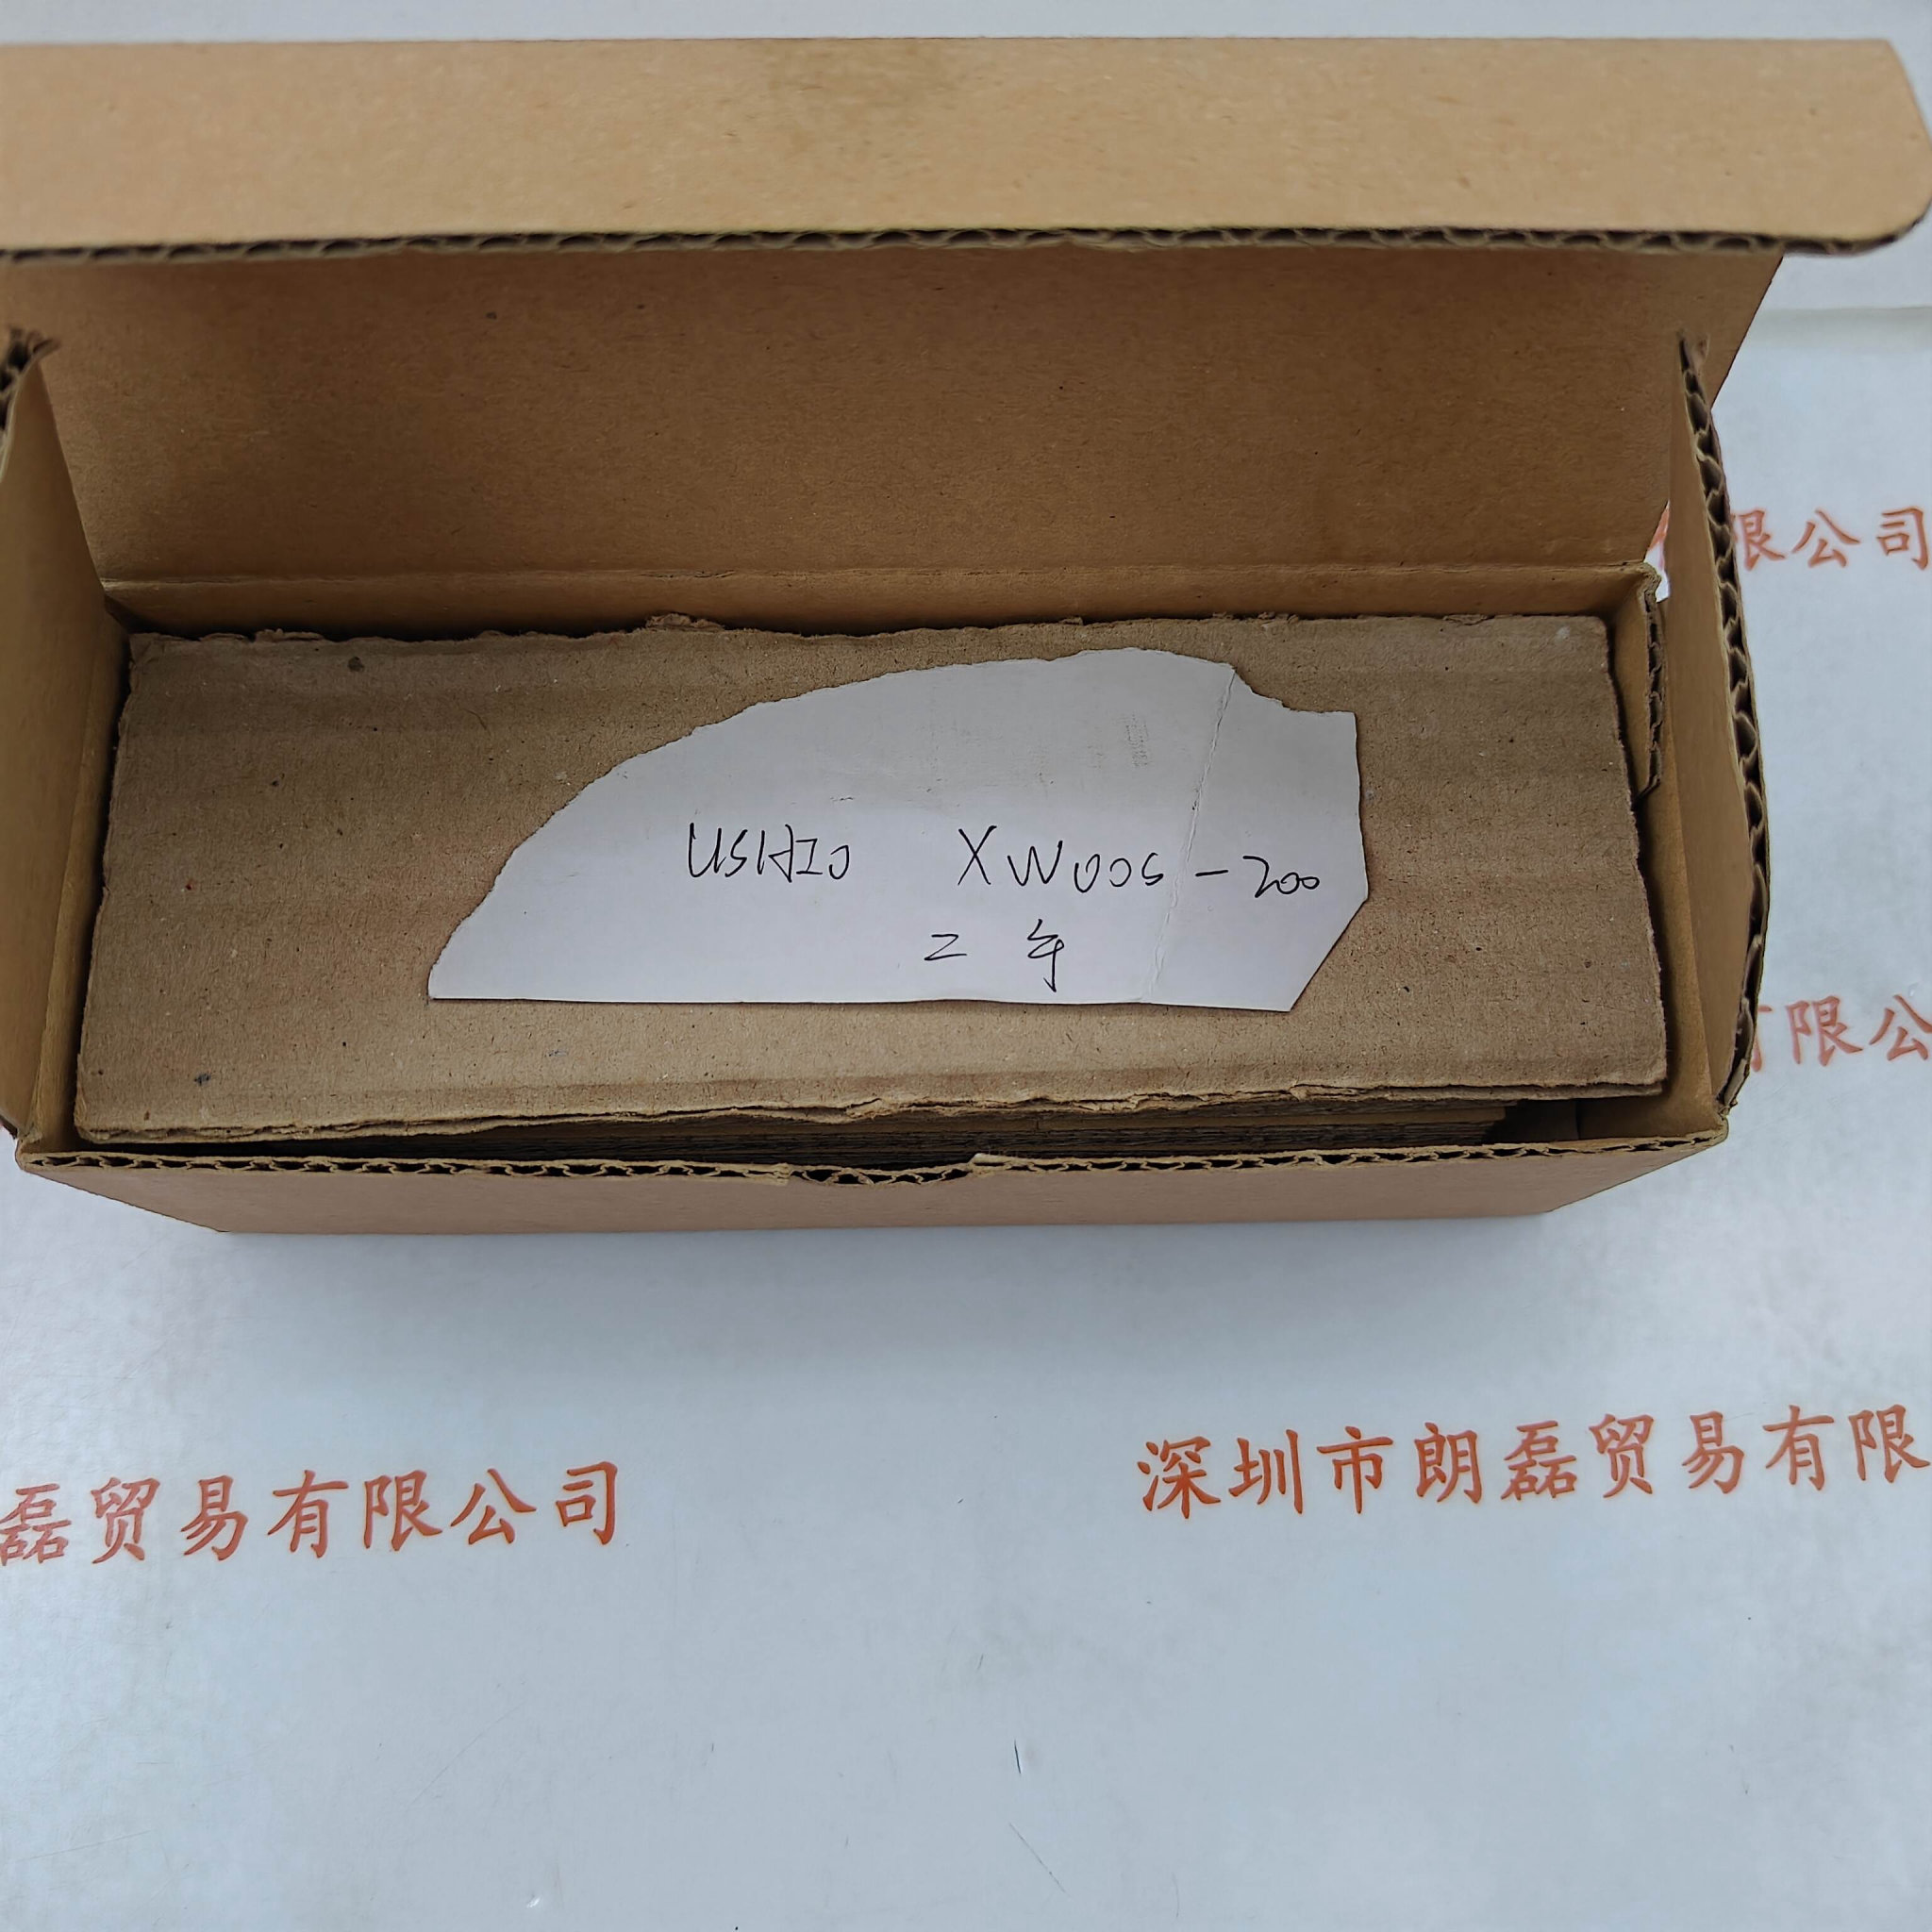 限公司
USHIO XW005-200
二年
有限公
深圳市朗磊贸易有限
磊贸易有限公司